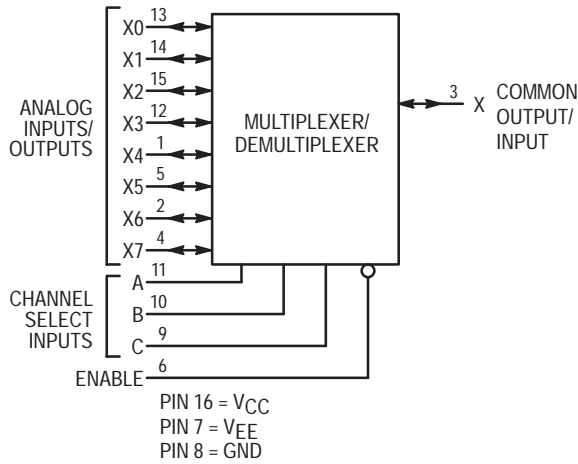 ANALOG
INPUTS/
OUTPUTS
X0 13
X1 14
X2 15
X3 12
X4 1
X5 5
X6 2
X7 4
MULTIPLEXER/
DEMULTIPLEXER
3 X COMMON
OUTPUT/
INPUT
CHANNEL
SELECT
INPUTS
A 11
B 10
C 9
ENABLE 6
PIN 16 = VCC
PIN 7 = VEE
PIN 8 = GND